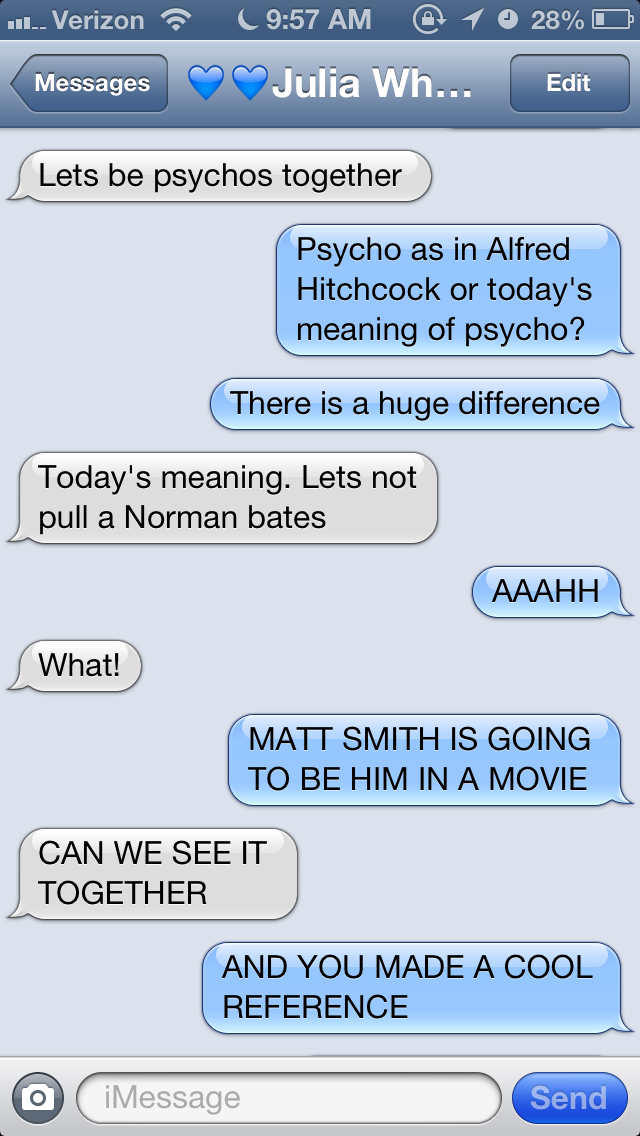 Verizon 9:57 AM 28%
Messages 💙💙Julia Wh... Edit
Lets be psychos together
Psycho as in Alfred
Hitchcock or today's
meaning of psycho?
There is a huge difference
Today's meaning. Lets not
pull a Norman bates
AAAHH
What!
MATT SMITH IS GOING
TO BE HIM IN A MOVIE
CAN WE SEE IT
TOGETHER
AND YOU MADE A COOL
REFERENCE
iMessage Send